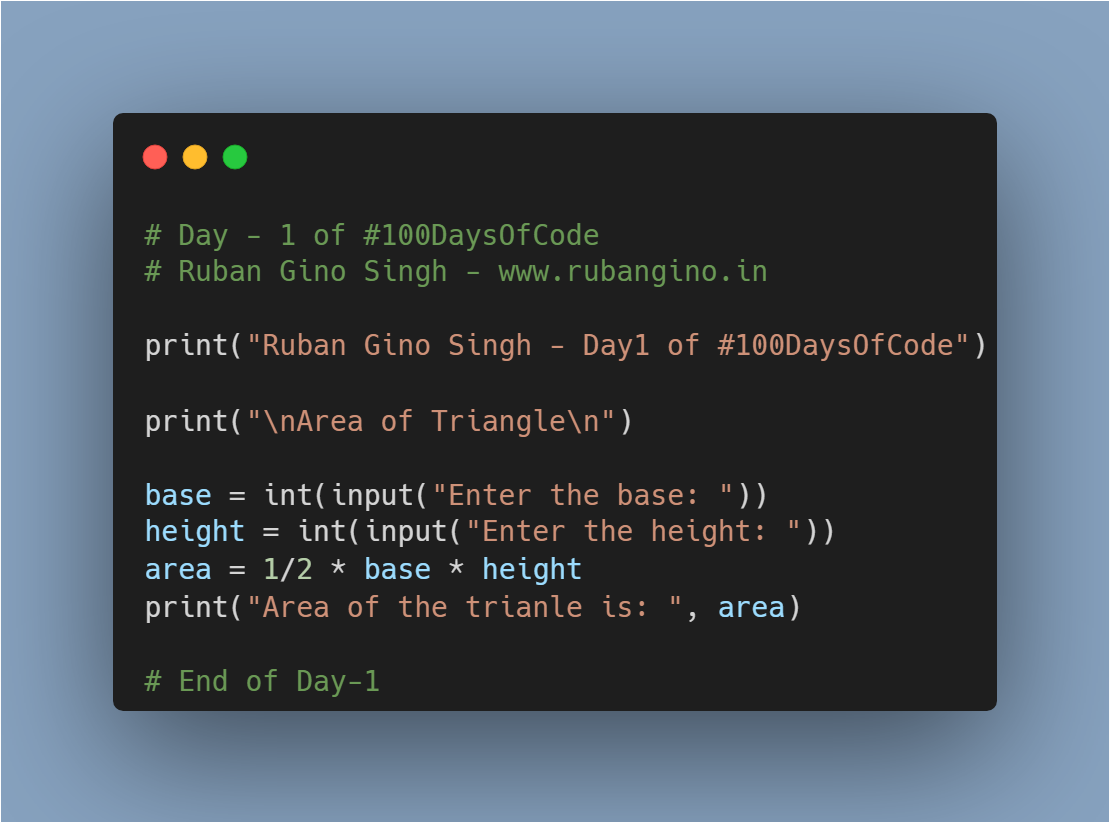 # Day - 1 of #100DaysOfCode
# Ruban Gino Singh - www.rubangino.in
print("Ruban Gino Singh - Day1 of #100DaysOfCode")
print("\nArea of Triangle\n")
base = int(input("Enter the base: "))
height = int(input("Enter the height: "))
area = 1/2 * base * height
print("Area of the trianle is: ", area)
# End of Day-1